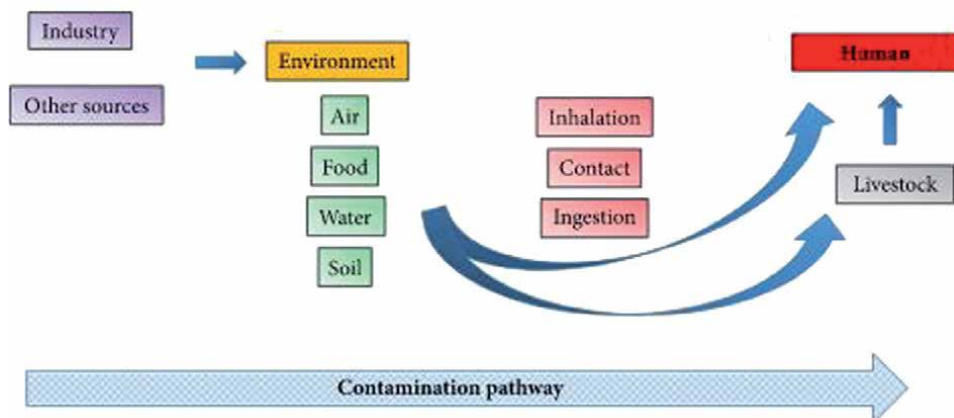 Industry
Other sources
Environment
Air
Food
Water
Soil
Inhalation
Contact
Ingestion
Human
Livestock
Contamination pathway